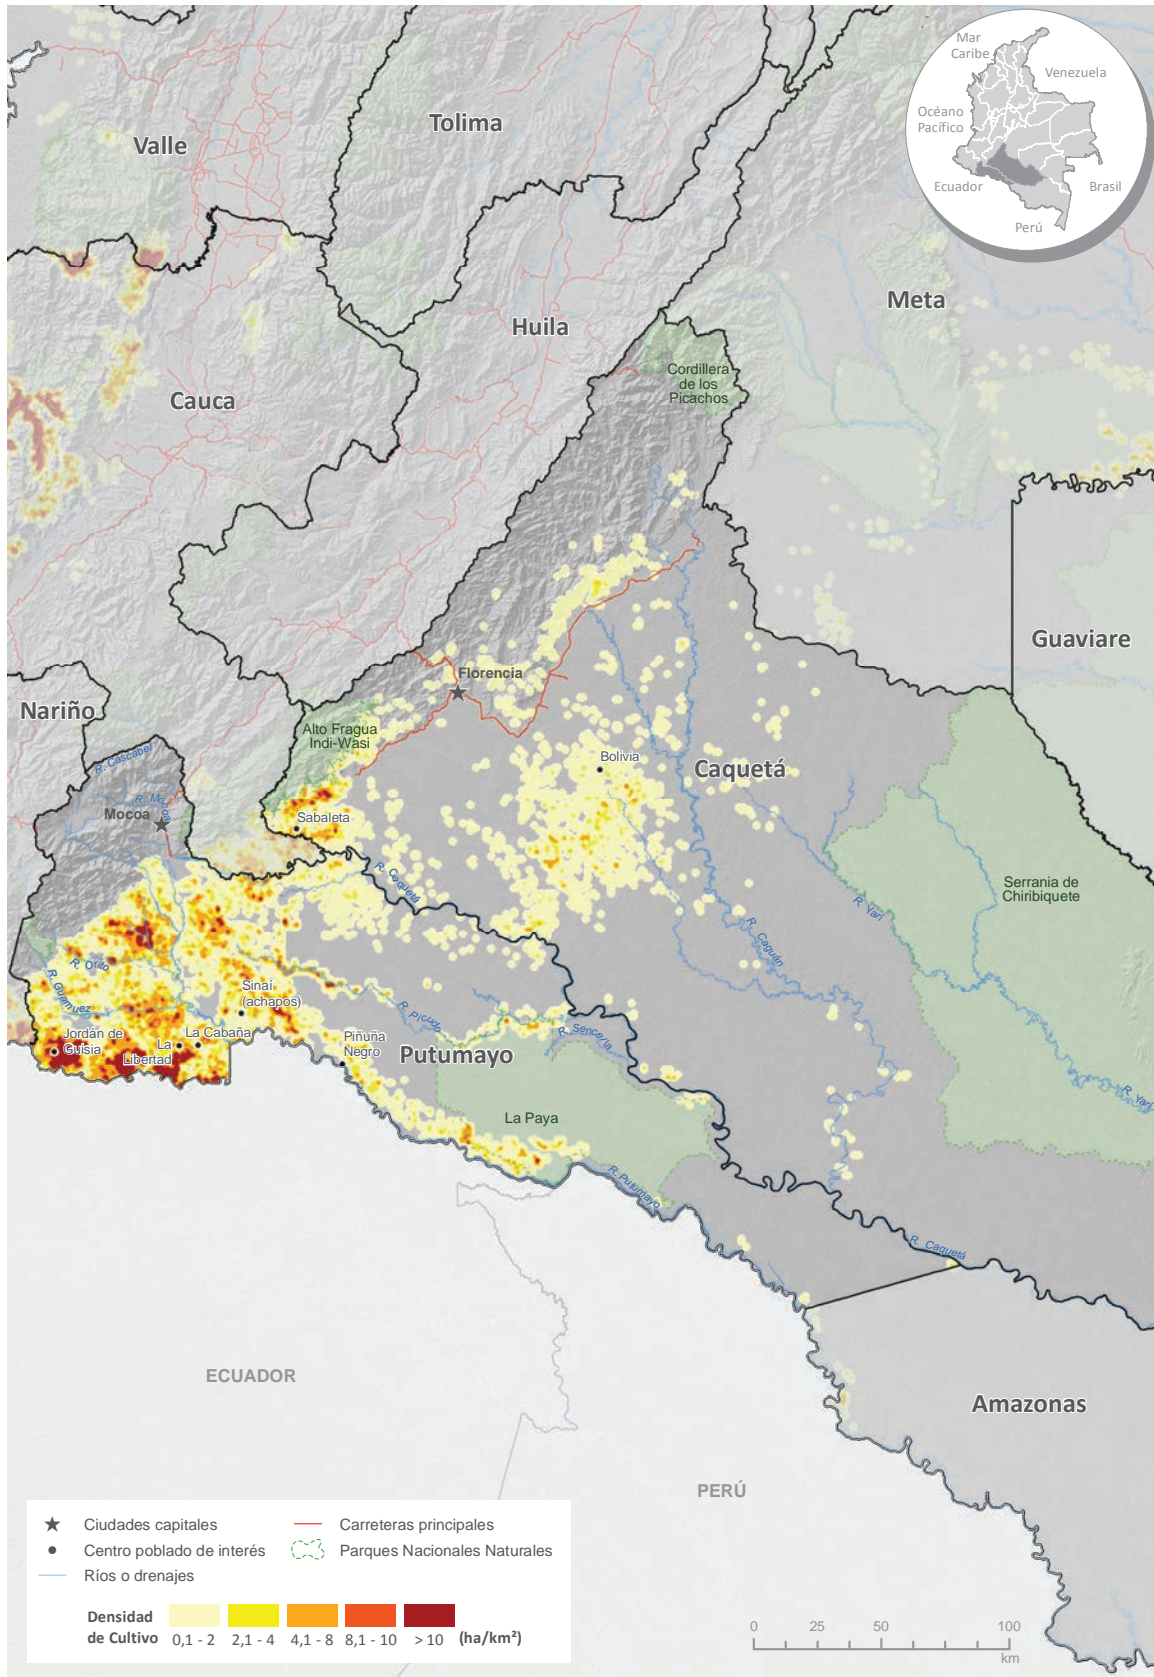 Mar
Caribe
Venezuela
Océano
Pacífico
Ecuador
Brasil
Perú
Tolima
Valle
Meta
Huila
Cordillera
de los
Picachos
Cauca
Guaviare
Florencia
Nariño
Alto Fragua
Indi-Wasi
R. Cascabel
Bolivia
Caquetá
R. Mocoa
Mocoa
Sabaleta
R. Caquetá
Serrania de
Chiribiquete
R. Yarí
R. Caguán
R. Orito
R. Guamuez
Sinaí
(achapos)
R. Picudo
R. Sencella
Jordán de
Guisia
La
Libertad
La Cabaña
Piñuña
Negro
Putumayo
R. Yarí
La Paya
R. Putumayo
R. Caquetá
ECUADOR
Amazonas
PERÚ
Ciudades capitales
Carreteras principales
Centro poblado de interés
Parques Nacionales Naturales
Ríos o drenajes
Densidad
de Cultivo
0,1 - 2
2,1 - 4
4,1 - 8
8,1 - 10
> 10
(ha/km²)
0
25
50
100
km